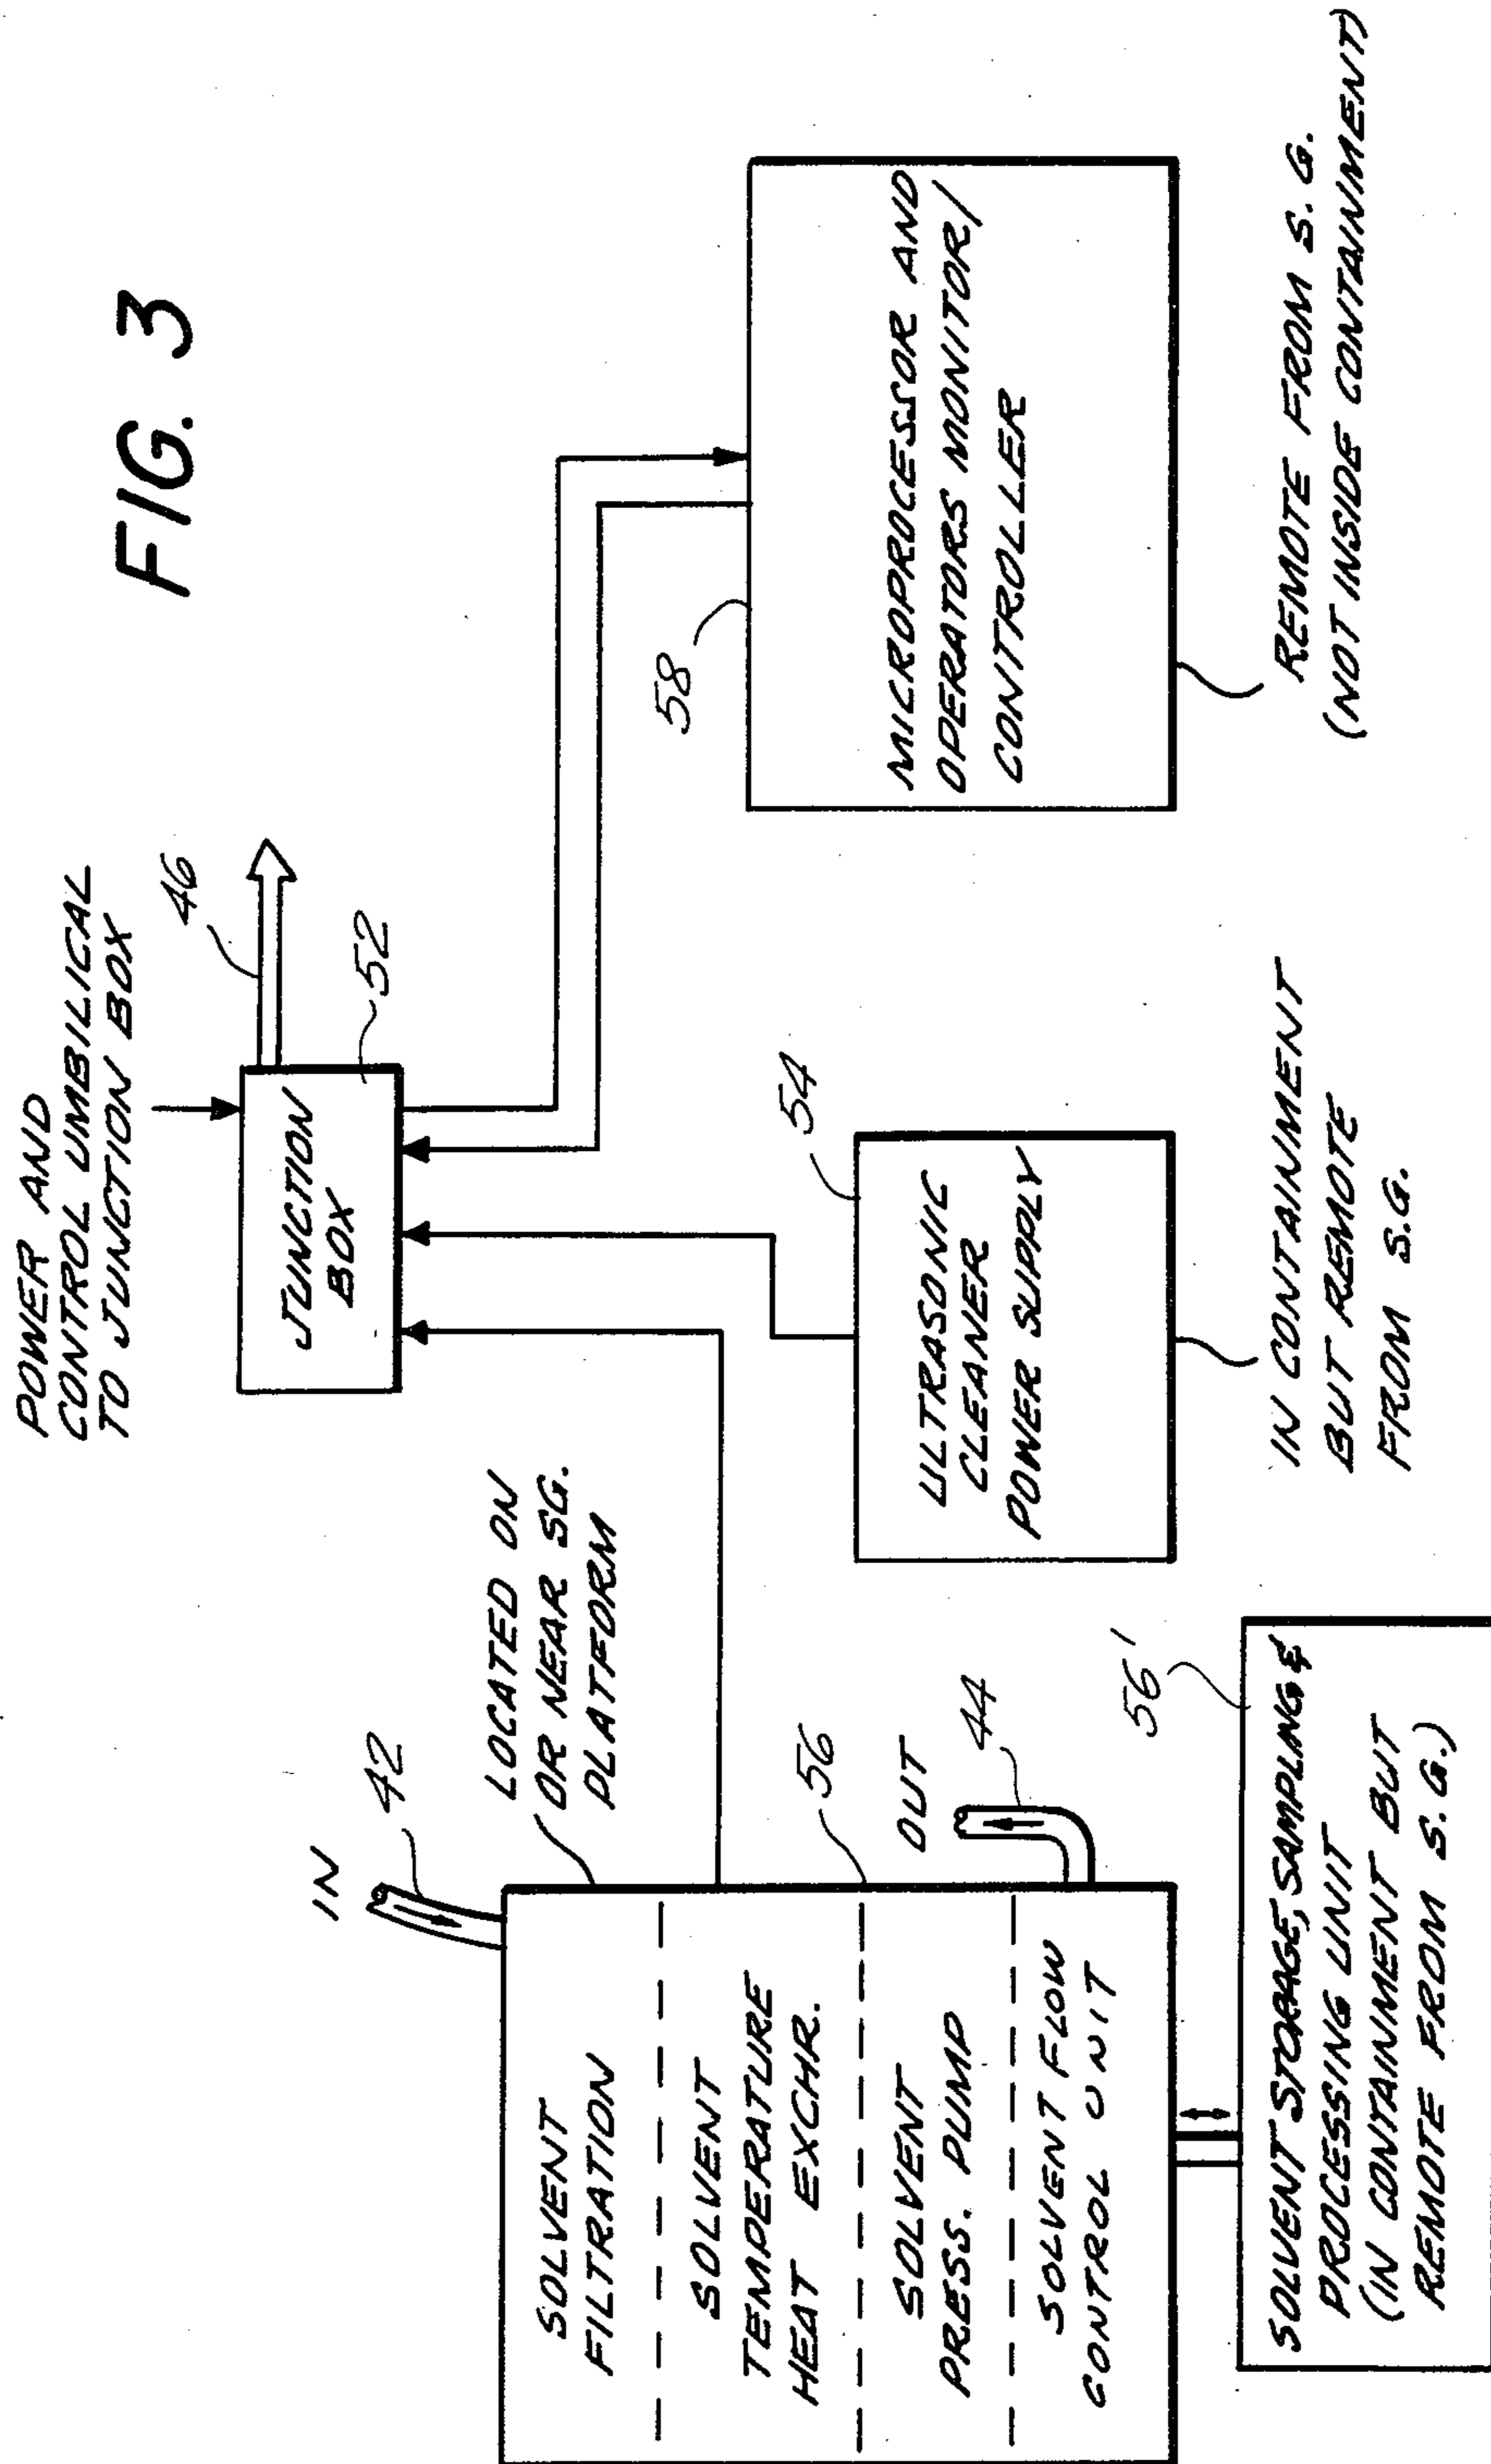 FIG. 3
POWER AND
CONTROL UMBILICAL
TO JUNCTION BOX
46
JUNCTION
BOX
52
IN
42
LOCATED ON
OR NEAR SG.
PLATFORM
SOLVENT
FILTRATION
SOLVENT
TEMPERATURE
HEAT EXCHR.
SOLVENT
PRESS. PUMP
SOLVENT FLOW
CONTROL UNIT
56
OUT
44
56'
SOLVENT STORAGE, SAMPLING &
PROCESSING UNIT
(IN CONTAINMENT BUT
REMOTE FROM S.G.)
54
ULTRASONIC
CLEANER
POWER SUPPLY
IN CONTAINMENT
BUT REMOTE
FROM S.G.
58
MICROPROCESSOR AND
OPERATORS MONITOR/
CONTROLLER
REMOTE FROM S.G.
(NOT INSIDE CONTAINMENT)